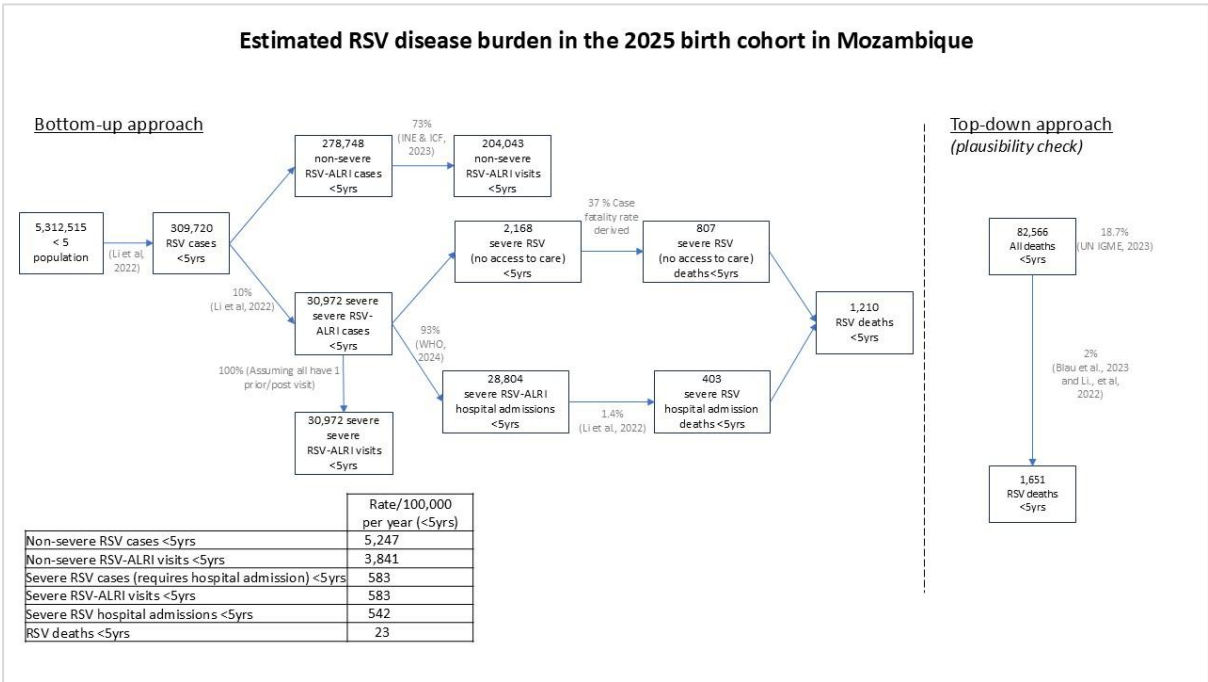 Estimated RSV disease burden in the 2025 birth cohort in Mozambique
Bottom-up approach
5,312,515
< 5
population
(Li et al,
2022)
309,720
RSV cases
<5yrs
278,748
non-severe
RSV-ALRI cases
<5yrs
73%
(INE & ICF,
2023)
204,043
non-severe
RSV-ALRI visits
<5yrs
10%
(Li et al, 2022)
30,972 severe
severe RSV-
ALRI cases
<5yrs
100% (Assuming all have 1
prior/post visit)
30,972 severe
severe
RSV-ALRI visits
<5yrs
2,168
severe RSV
(no access to care)
<5yrs
37 % Case
fatality rate
derived
807
severe RSV
(no access to care)
deaths<5yrs
93%
(WHO,
2024)
28,804
severe RSV-ALRI
hospital admissions
<5yrs
1.4%
(Li et al., 2022)
403
severe RSV
hospital admission
deaths <5yrs
1,210
RSV deaths
<5yrs
Top-down approach
(plausibility check)
82,566
All deaths
<5yrs
18.7%
(UN IGME, 2023)
2%
(Blau et al., 2023
and Li., et al,
2022)
1,651
RSV deaths
<5yrs
Rate/100,000
per year (<5yrs)
Non-severe RSV cases <5yrs 5,247
Non-severe RSV-ALRI visits <5yrs 3,841
Severe RSV cases (requires hospital admission) <5yrs 583
Severe RSV-ALRI visits <5yrs 583
Severe RSV hospital admissions <5yrs 542
RSV deaths <5yrs 23